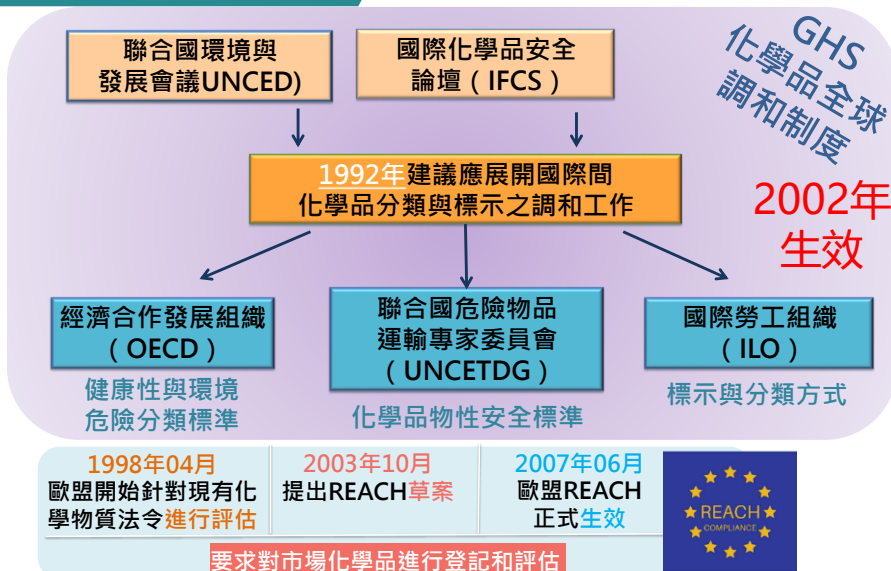 聯合國環境與
發展會議UNCED)
國際化學品安全
論壇（IFCS）
GHS
化學品全球
調和制度
1992年建議應展開國際間
化學品分類與標示之調和工作
2002年
生效
經濟合作發展組織
（OECD）
健康性與環境
危險分類標準
聯合國危險物品
運輸專家委員會
（UNCETDG）
化學品物性安全標準
國際勞工組織
（ILO）
標示與分類方式
1998年04月
歐盟開始針對現有化
學物質法令進行評估
2003年10月
提出REACH草案
2007年06月
歐盟REACH
正式生效
REACH
COMPLIANCE
要求對市場化學品進行登記和評估